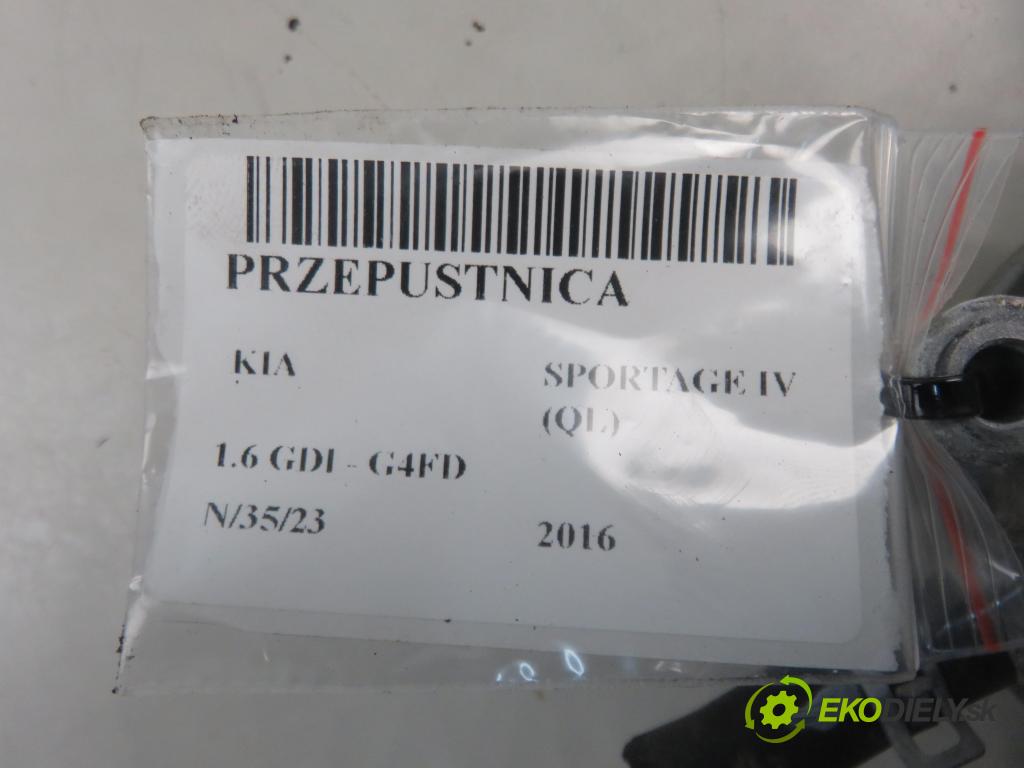 PRZEPUSTNICA
KIA
SPORTAGE IV
(QL)
1.6 GDI - G4FD
N/35/23
2016
EKODIELY.sk